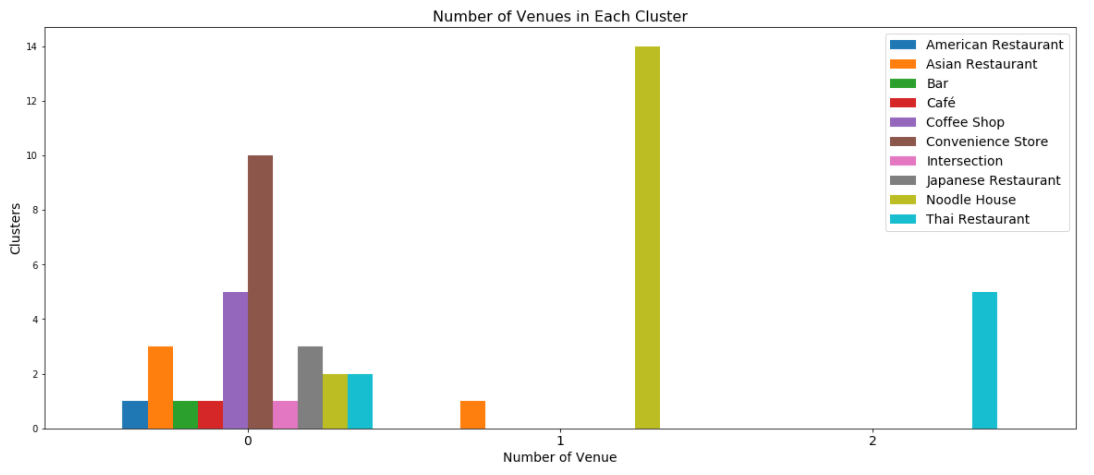 Number of Venues in Each Cluster
American Restaurant
Asian Restaurant
Bar
Café
Coffee Shop
Convenience Store
Intersection
Japanese Restaurant
Noodle House
Thai Restaurant
Clusters
14
12
10
8
6
4
2
0
0 1 2
Number of Venue